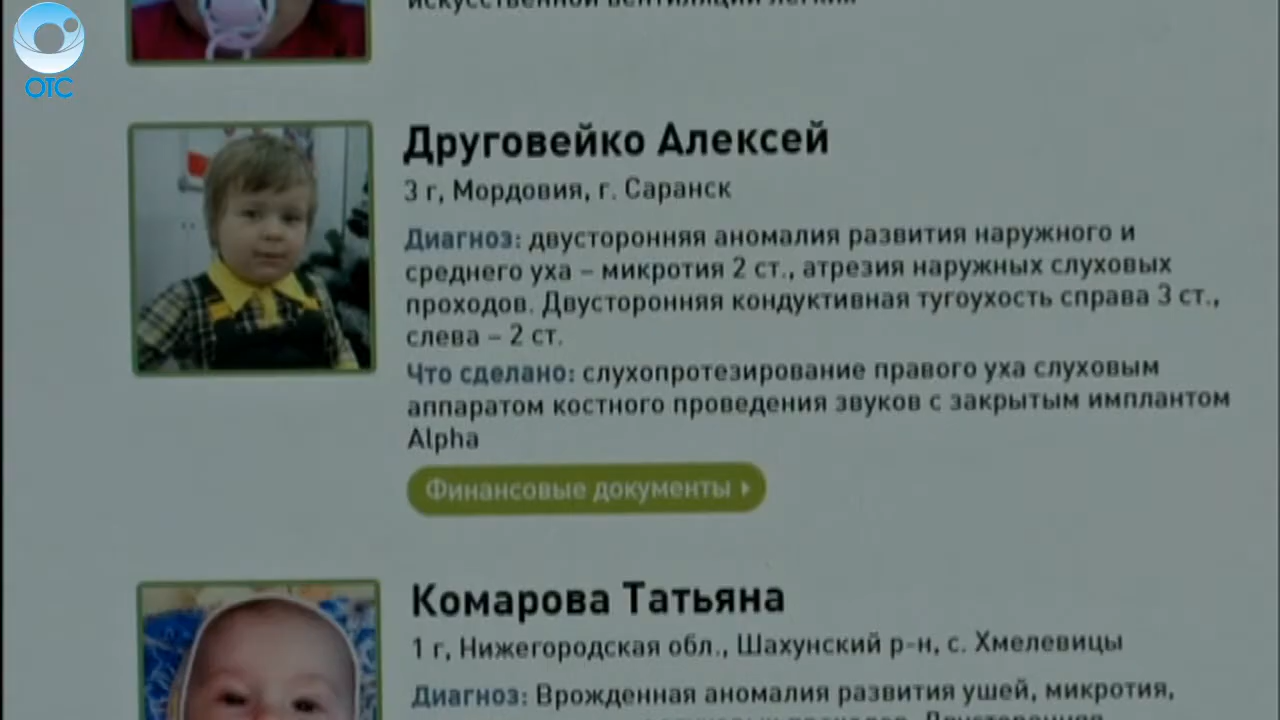 искусственной вентиляции легких
ОТС
Друговейко Алексей
3 г, Мордовия, г. Саранск
Диагноз: двусторонняя аномалия развития наружного и
среднего уха – микротия 2 ст., атрезия наружных слуховых
проходов. Двусторонняя кондуктивная тугоухость справа 3 ст.,
слева – 2 ст.
Что сделано: слухопротезирование правого уха слуховым
аппаратом костного проведения звуков с закрытым имплантом
Alpha
Финансовые документы
Комарова Татьяна
1 г, Нижегородская обл., Шахунский р-н, с. Хмелевицы
Диагноз: Врожденная аномалия развития ушей, микротия,